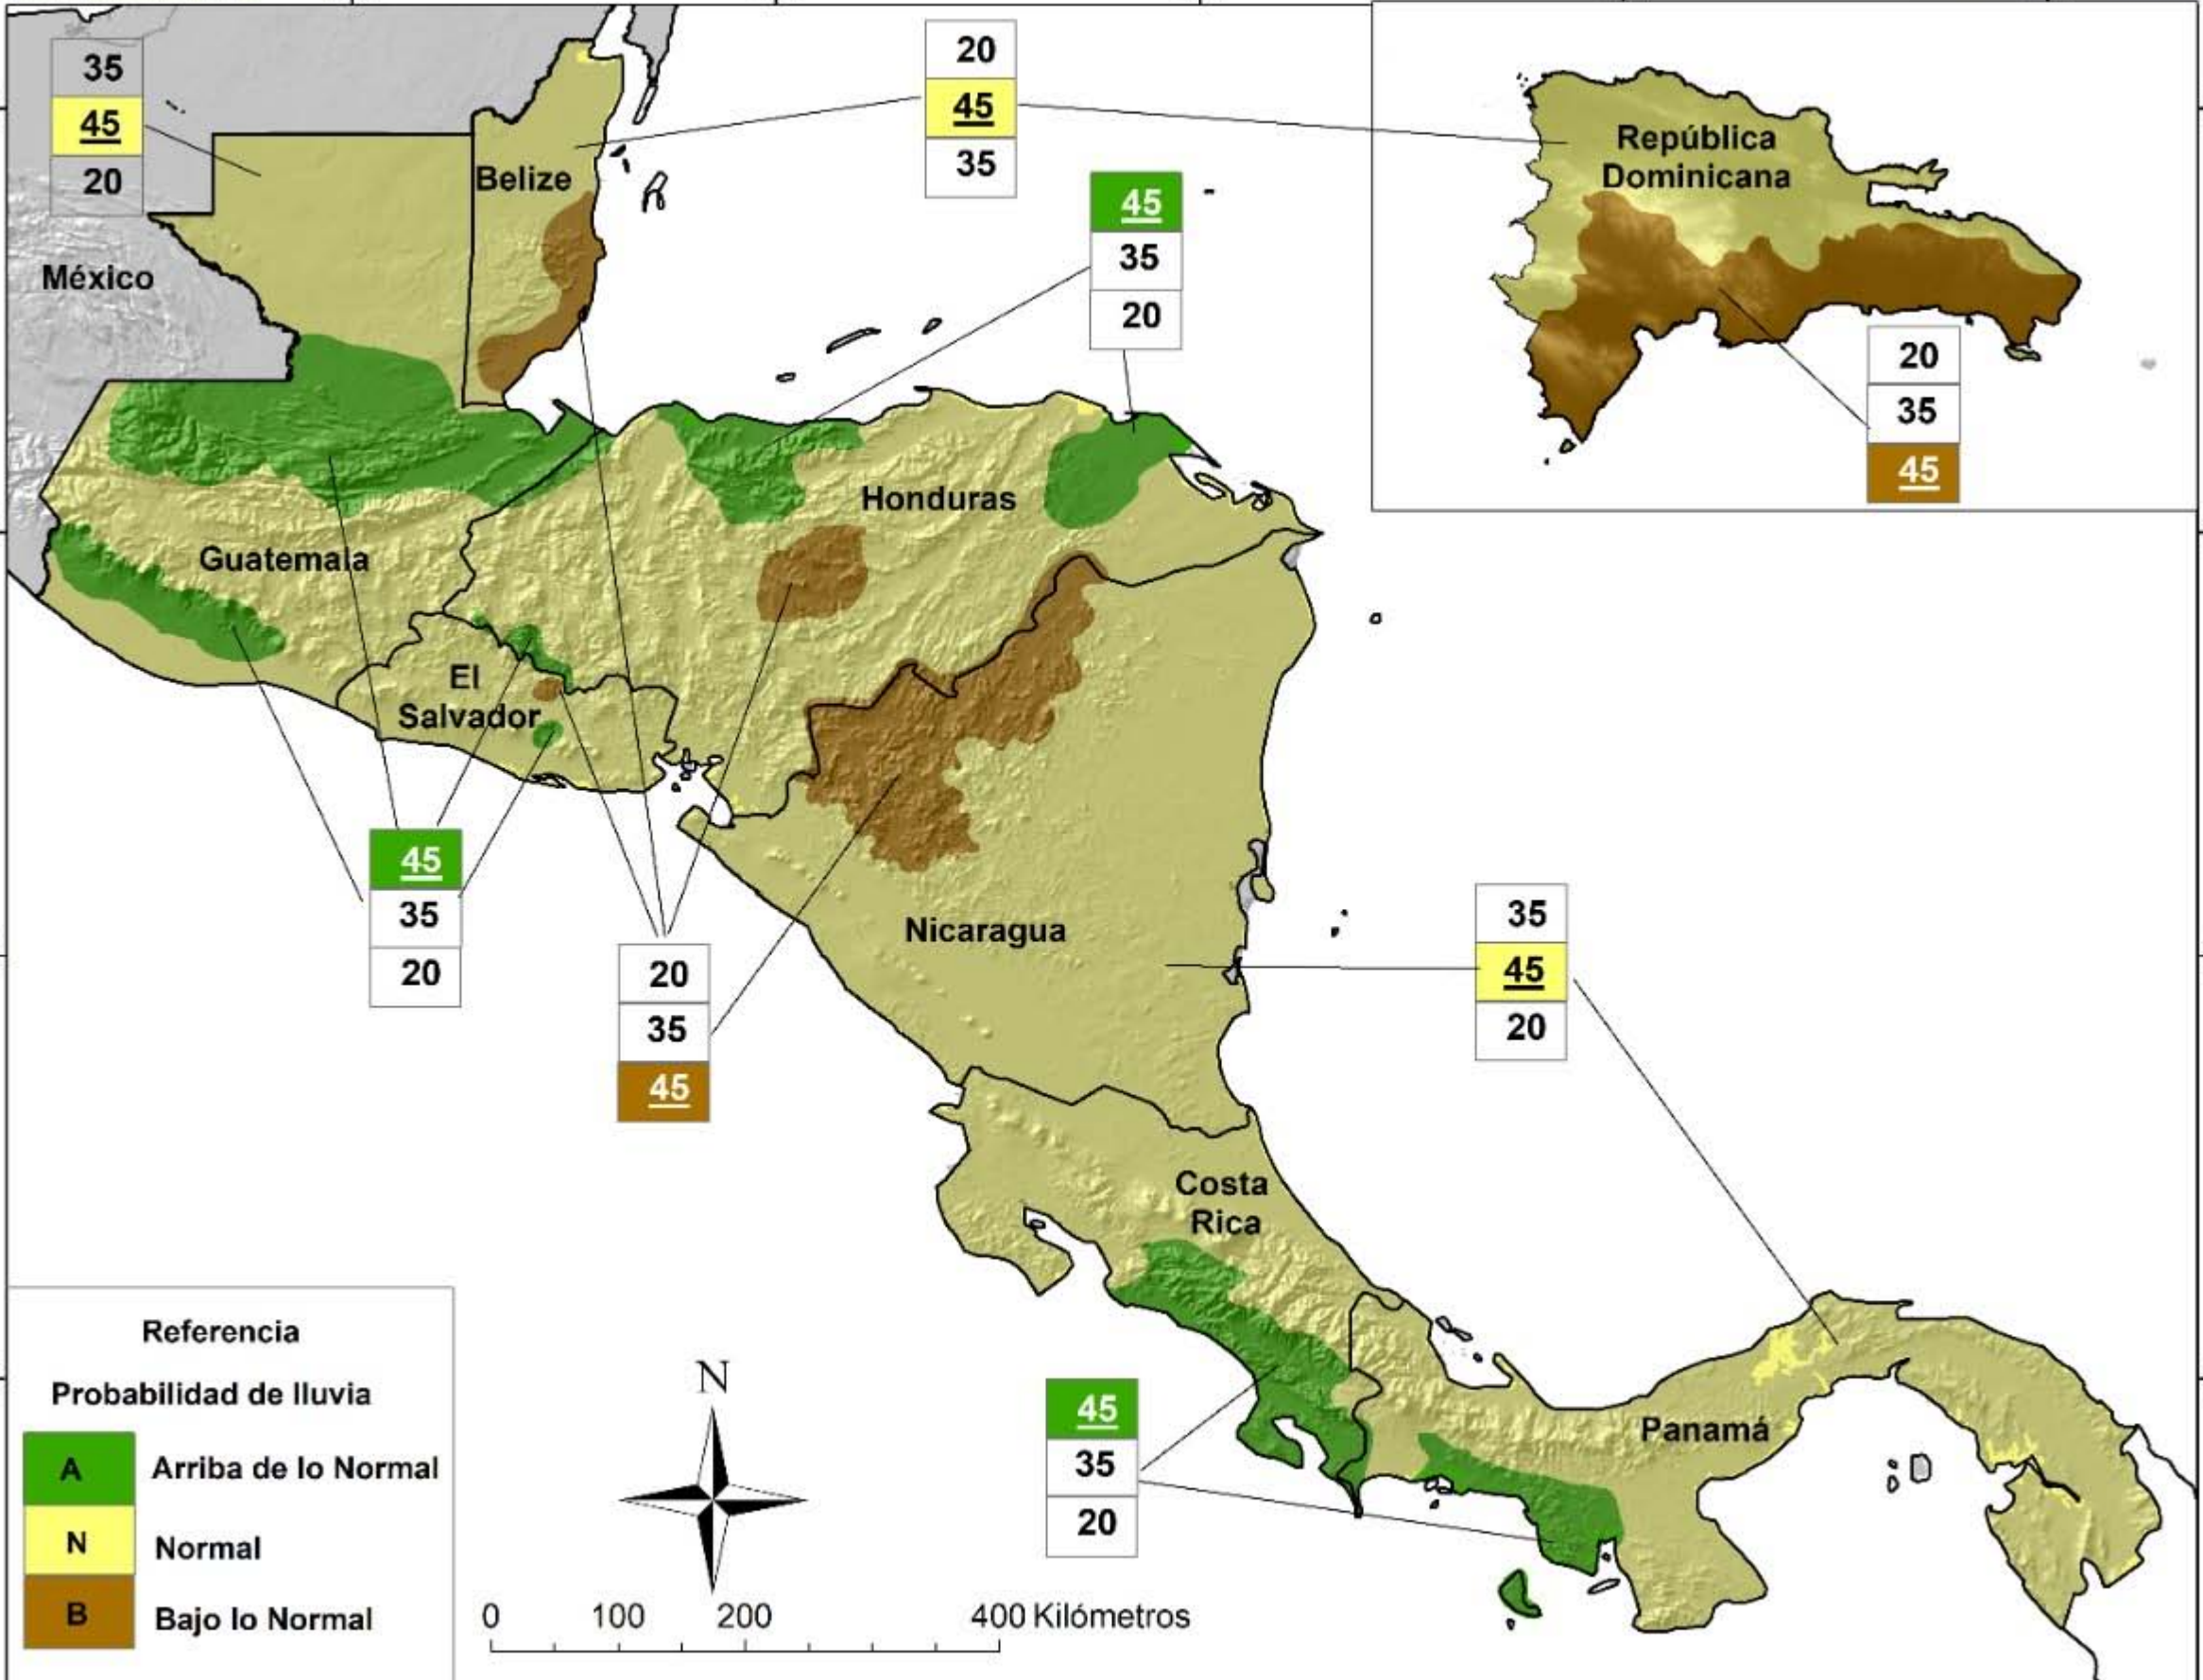 35
45
20
20
45
35
Belize
45
35
20
República
Dominicana
México
20
35
45
Honduras
Guatemala
El
Salvador
45
35
20
20
35
45
Nicaragua
35
45
20
Costa
Rica
Panamá
45
35
20
Referencia
Probabilidad de lluvia
A Arriba de lo Normal
N Normal
B Bajo lo Normal
N
0 100 200 400 Kilómetros